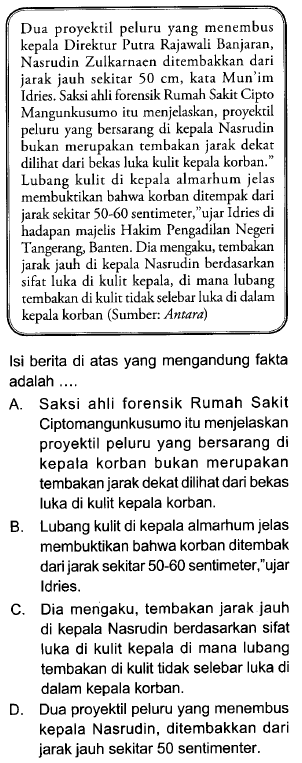 Dua proyektil peluru yang menembus
kepala Direktur Putra Rajawali Banjaran,
Nasrudin Zulkarnaen ditembakkan dari
jarak jauh sekitar 50 cm, kata Mun'im
Idries. Saksi ahli forensik Rumah Sakit Cipto
Mangunkusumo itu menjelaskan, proyektil
peluru yang bersarang di kepala Nasrudin
bukan merupakan tembakan jarak dekat
dilihat dari bekas luka kulit kepala korban."
Lubang kulit di kepala almarhum jelas
membuktikan bahwa korban ditempak dari
jarak sekitar 50-60 sentimeter,"ujar Idries di
hadapan majelis Hakim Pengadilan Negeri
Tangerang, Banten. Dia mengaku, tembakan
jarak jauh di kepala Nasrudin berdasarkan
sifat luka di kulit kepala, di mana lubang
tembakan di kulit tidak selebar luka di dalam
kepala korban (Sumber: Antara)
Isi berita di atas yang mengandung fakta
adalah ....
A. Saksi ahli forensik Rumah Sakit
Ciptomangunkusumo itu menjelaskan
proyektil peluru yang bersarang di
kepala korban bukan merupakan
tembakan jarak dekat dilihat dari bekas
luka di kulit kepala korban.
B. Lubang kulit di kepala almarhum jelas
membuktikan bahwa korban ditembak
dari jarak sekitar 50-60 sentimeter,"ujar
Idries.
C. Dia mengaku, tembakan jarak jauh
di kepala Nasrudin berdasarkan sifat
luka di kulit kepala di mana lubang
tembakan di kulit tidak selebar luka di
dalam kepala korban.
D. Dua proyektil peluru yang menembus
kepala Nasrudin, ditembakkan dari
jarak jauh sekitar 50 sentimenter.